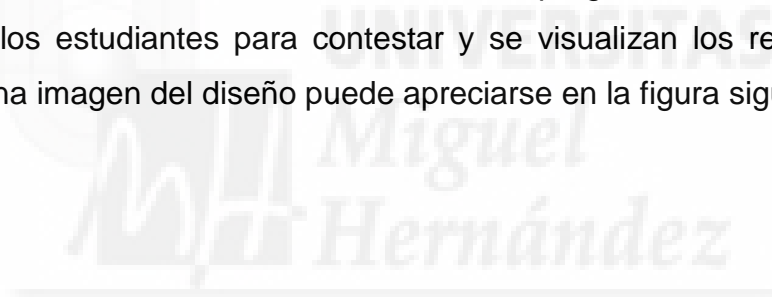 los estudiantes para contestar y se visualizan los re
na imagen del diseño puede apreciarse en la figura sigu
UNIVERSITAS
Miguel
Hernández